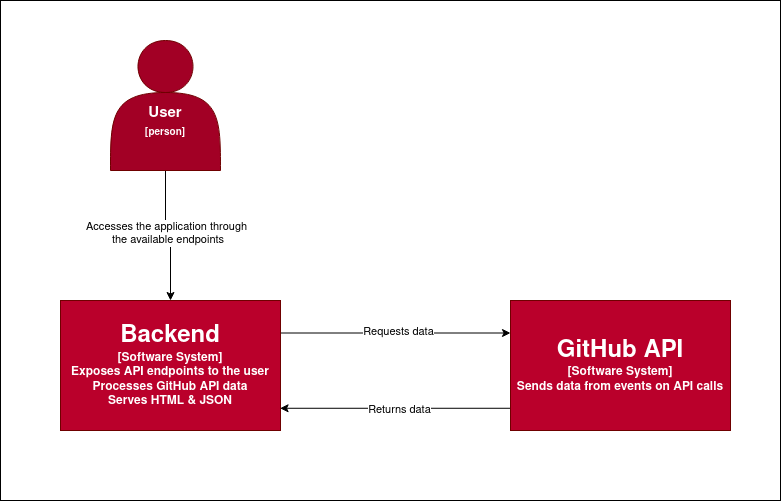 User
[person]
Accesses the application through
the available endpoints
Backend
[Software System]
Exposes API endpoints to the user
Processes GitHub API data
Serves HTML & JSON
Requests data
Returns data
GitHub API
[Software System]
Sends data from events on API calls